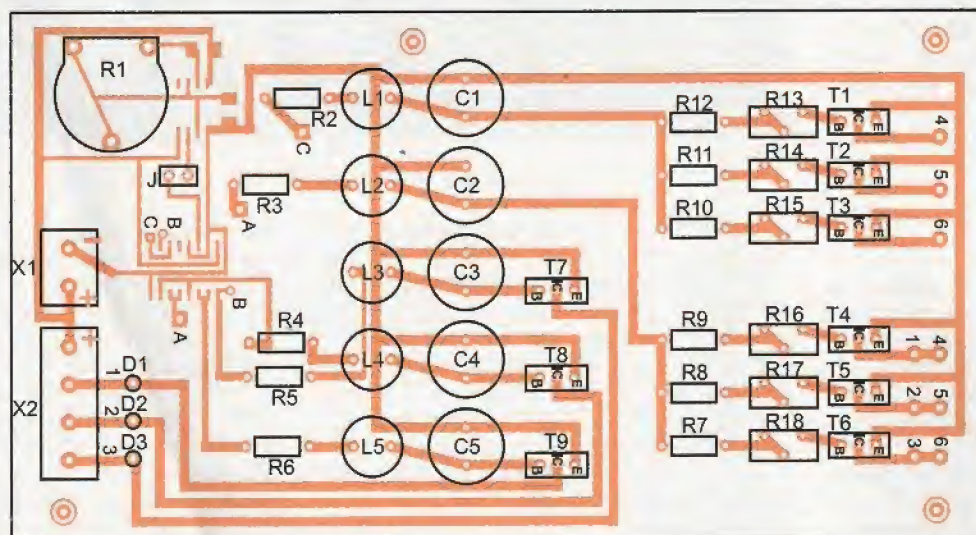 R1
R2
L1
C1
R12
R13
T1
B C E
4
C
R11
R14
T2
B C E
5
J
R3
L2
C2
A
R10
R15
T3
B C E
6
C
B
X1
−
+
L3
C3
T7
B C E
A
B
R4
L4
C4
T8
B C E
R5
R9
R16
T4
B C E
1
4
+
X2
1
D1
2
D2
3
D3
R8
R17
T5
B C E
2
5
R6
L5
C5
T9
B C E
R7
R18
T6
B C E
3
6